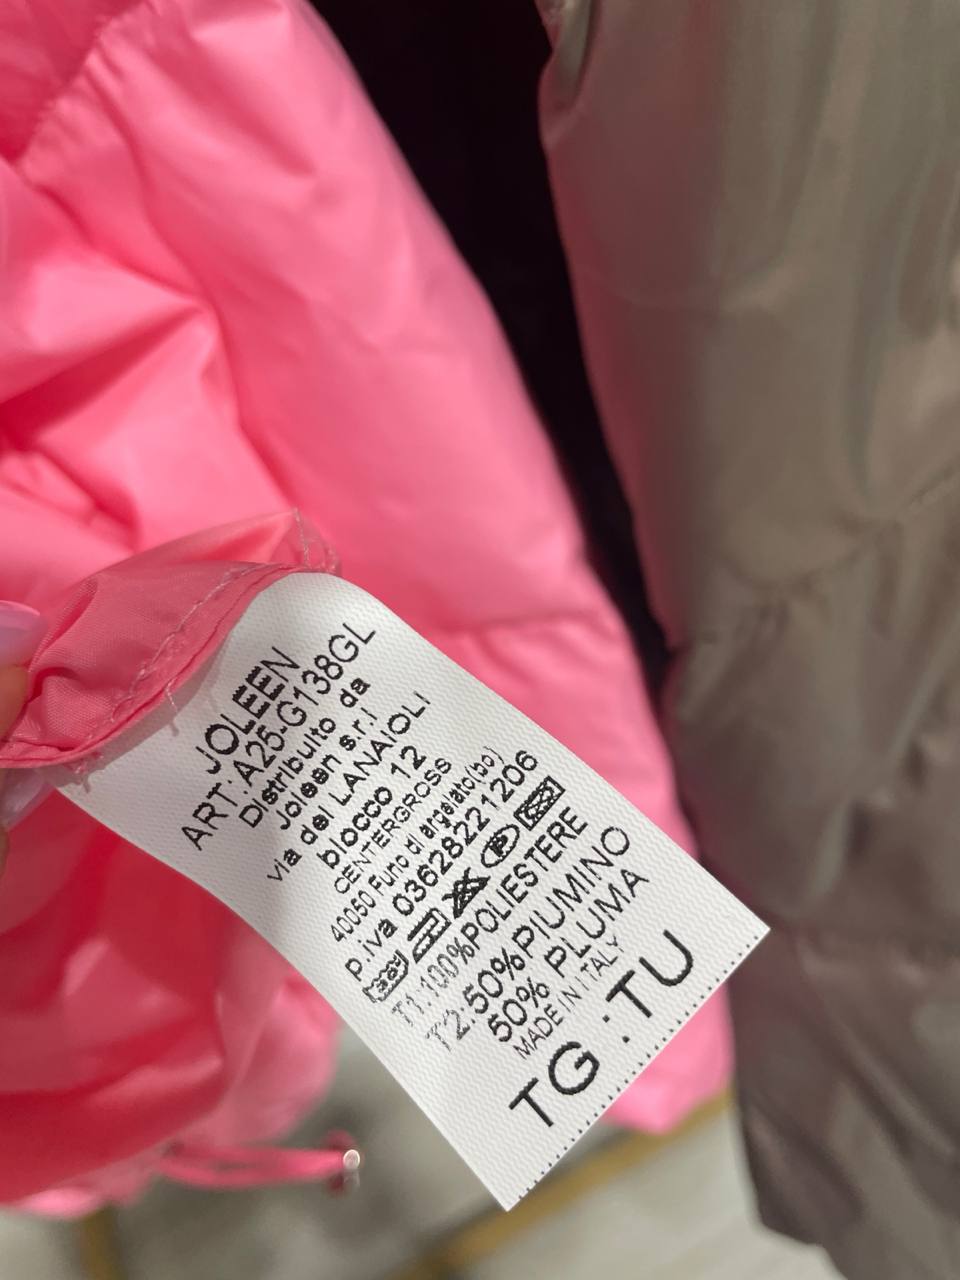 JOLEEN
ART.A25-G138GL
Distribuito da
Joleen s.r.l
via dei LANAIOLI
blocco 12
CENTERGROSS
40050 Funo di argelato(bo)
p.iva 03628221206
P
T1:100%POLIESTERE
T2:50%PIUMINO
50% PLUMA
MADE IN ITALY
TG :TU